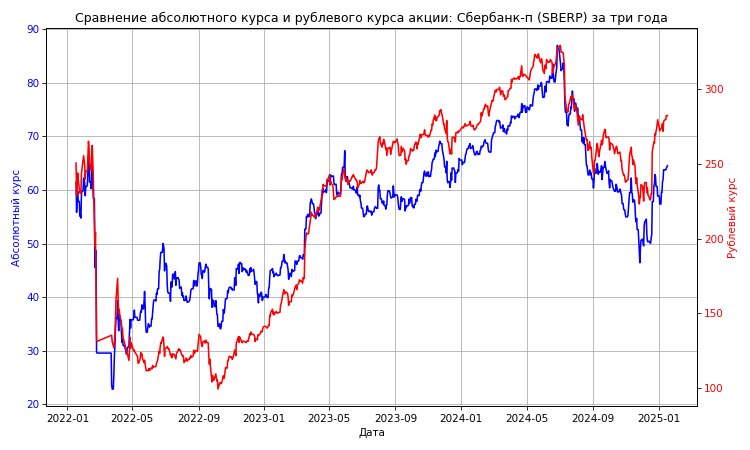 Сравнение абсолютного курса и рублевого курса акции: Сбербанк-п (SBERP) за три года
90
80
70
60
50
40
30
20
Абсолютный курс
300
250
200
150
100
Рублевый курс
2022-01 2022-05 2022-09 2023-01 2023-05 2023-09 2024-01 2024-05 2024-09 2025-01
Дата